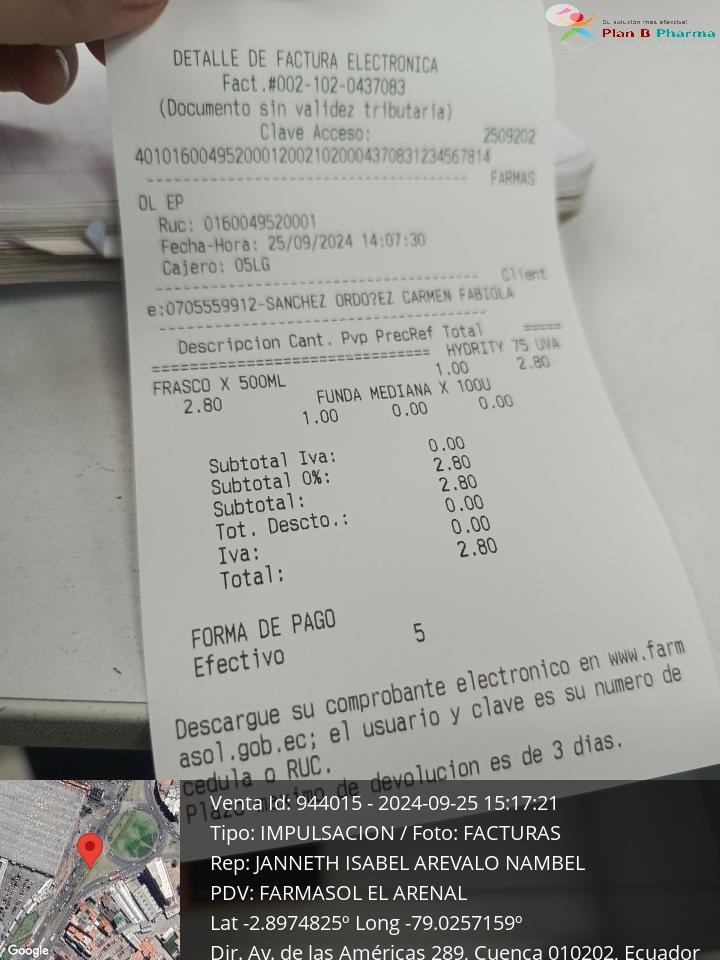 Su solución más efectiva!
Plan B Pharma
DETALLE DE FACTURA ELECTRONICA
Fact.#002-102-0437083
(Documento sin validez tributaria)
Clave Acceso: 2509202
401016004952000120021020004370831234567814
-------------------------------- FARMAS
OL EP
Ruc: 0160049520001
Fecha-Hora: 25/09/2024 14:07:30
Cajero: 05LG
-------------------------------- Client
e:0705559912-SANCHEZ ORDO?EZ CARMEN FABIOLA
--------------------------------
Descripcion Cant. Pvp PrecRef Total =====
============================== HYDRITY 75 UVA
FRASCO X 500ML 1.00 2.80
2.80 FUNDA MEDIANA X 100U
1.00 0.00 0.00
Subtotal Iva: 0.00
Subtotal 0%: 2.80
Subtotal: 2.80
Tot. Descto.: 0.00
Iva: 0.00
Total: 2.80
FORMA DE PAGO
Efectivo 5
Descargue su comprobante electronico en www.farm
asol.gob.ec; el usuario y clave es su numero de
cedula o RUC.
Plazo maximo de devolucion es de 3 dias.
Venta Id: 944015 - 2024-09-25 15:17:21
Tipo: IMPULSACION / Foto: FACTURAS
Rep: JANNETH ISABEL AREVALO NAMBEL
PDV: FARMASOL EL ARENAL
Lat -2.8974825º Long -79.0257159º
Dir. Av. de las Américas 289, Cuenca 010202, Ecuador
Google